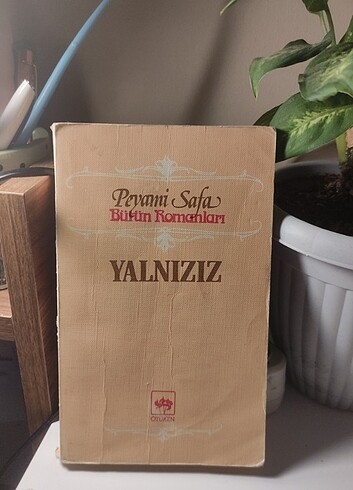 Peyami Safa
Bütün Romanları
YALNIZIZ
ÖTÜKEN